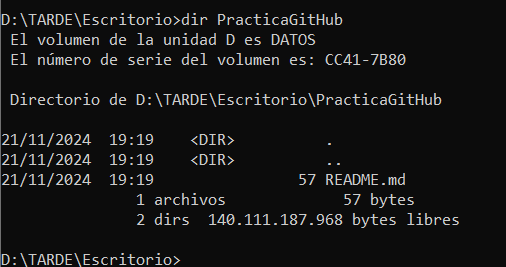 D:\TARDE\Escritorio>dir PracticaGitHub
El volumen de la unidad D es DATOS
El número de serie del volumen es: CC41-7B80
Directorio de D:\TARDE\Escritorio\PracticaGitHub
21/11/2024  19:19    <DIR>          .
21/11/2024  19:19    <DIR>          ..
21/11/2024  19:19                57 README.md
1 archivos             57 bytes
2 dirs  140.111.187.968 bytes libres
D:\TARDE\Escritorio>